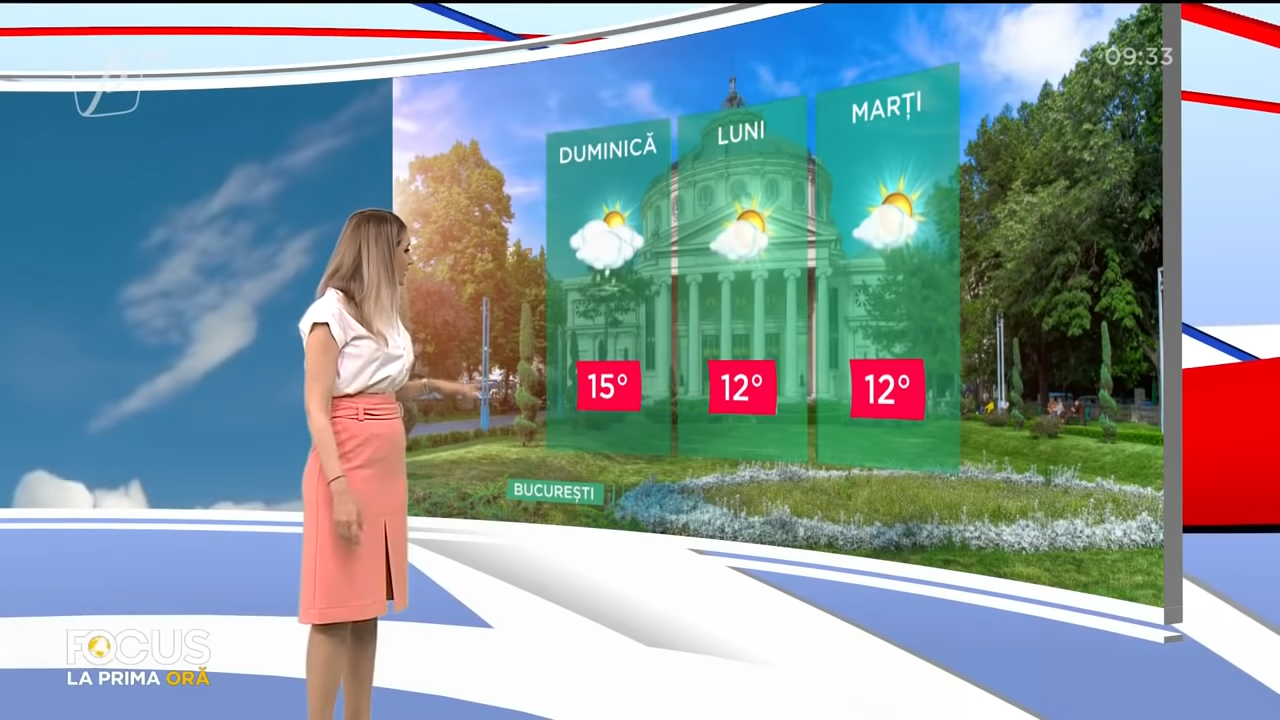 09:33
DUMINICĂ
LUNI
MARȚI
15°
12°
12°
BUCUREȘTI
FOCUS
LA PRIMA ORĂ